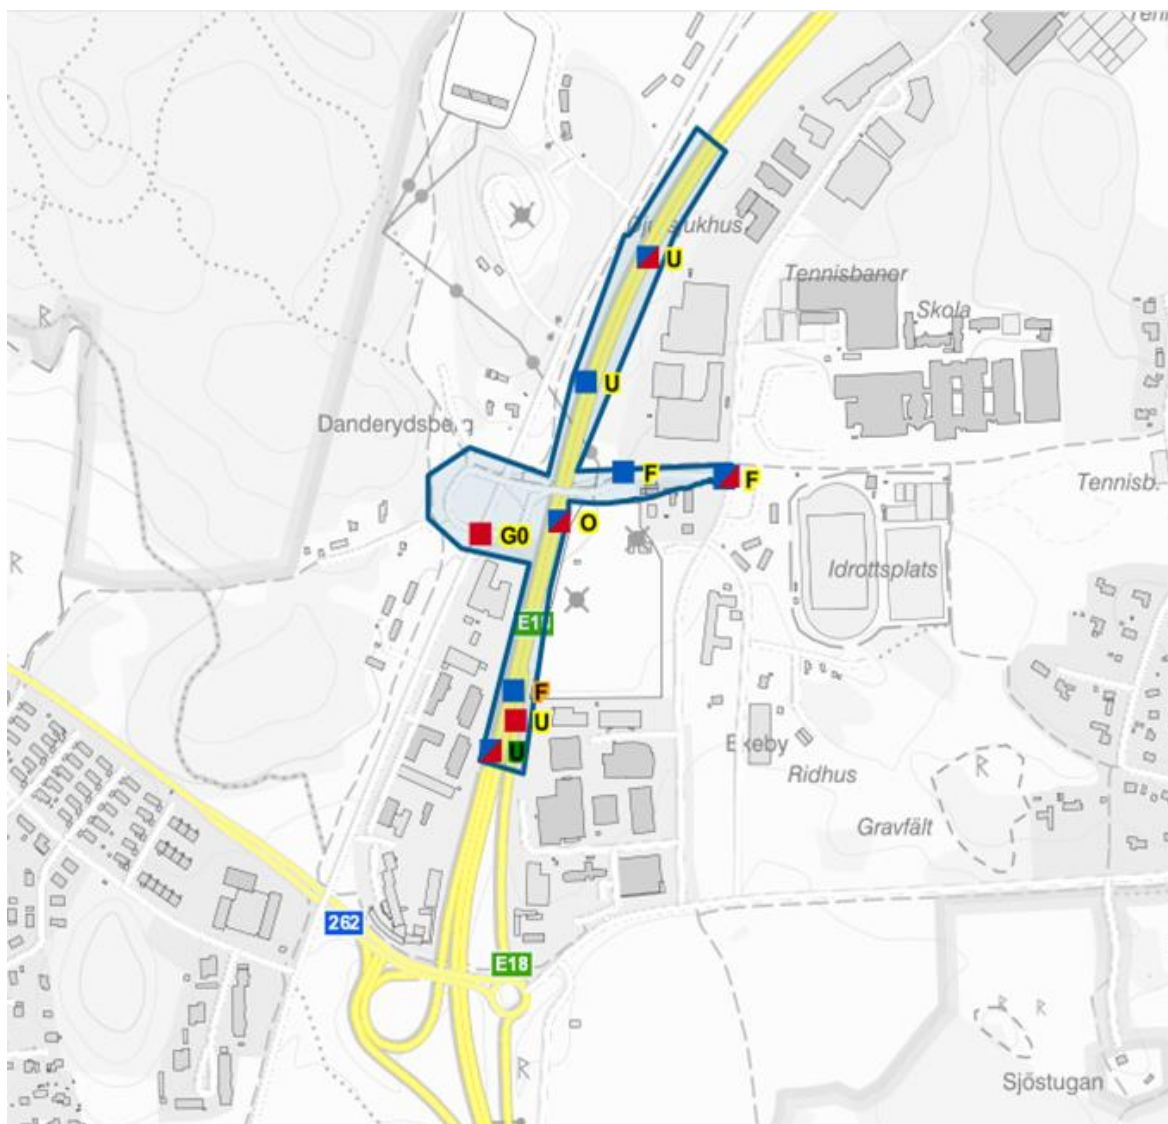 U
Tennisbanor
Skola
U
Danderydsberg
F
F
Tennisb.
O
G0
Idrottsplats
E18
F
U
U
Ekeby
Ridhus
Gravfält
262
E18
Sjöstugan